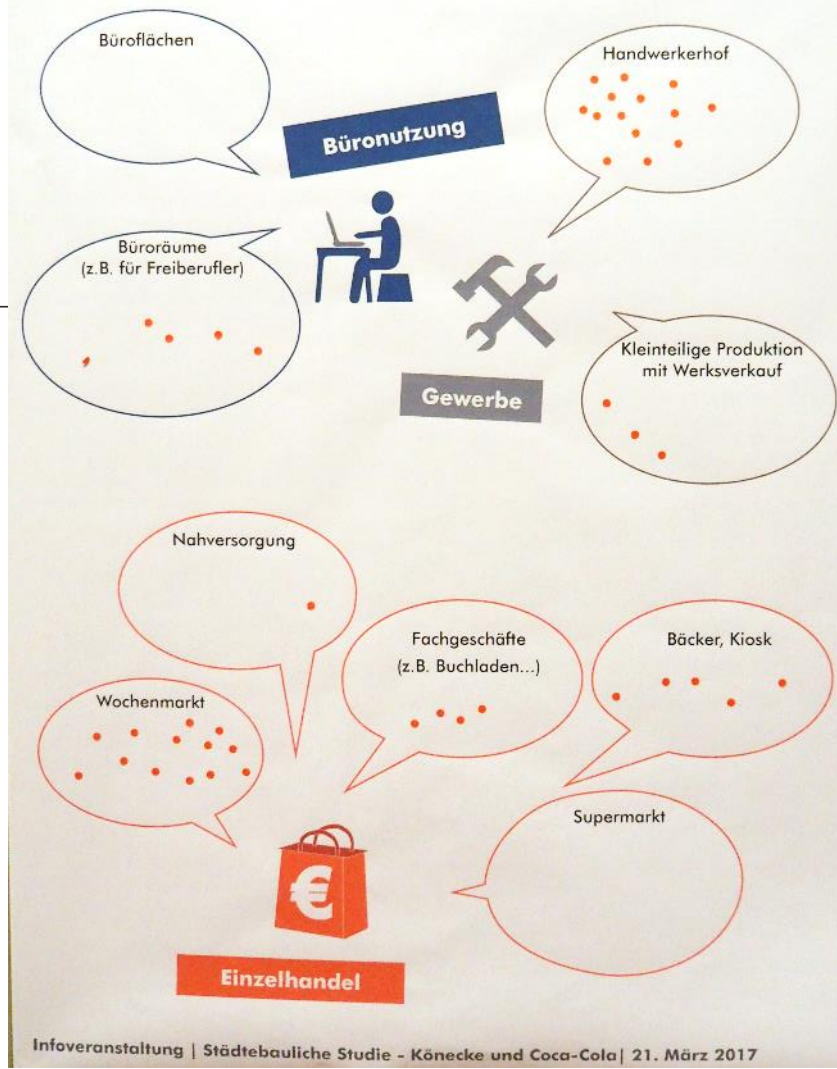 Büroflächen
Handwerkerhof
Büronutzung
Büroräume
(z.B. für Freiberufler)
Kleinteilige Produktion
mit Werksverkauf
Gewerbe
Nahversorgung
Fachgeschäfte
(z.B. Buchladen...)
Bäcker, Kiosk
Wochenmarkt
Supermarkt
€
Einzelhandel
Infoveranstaltung | Städtebauliche Studie - Könecke und Coca-Cola| 21. März 2017